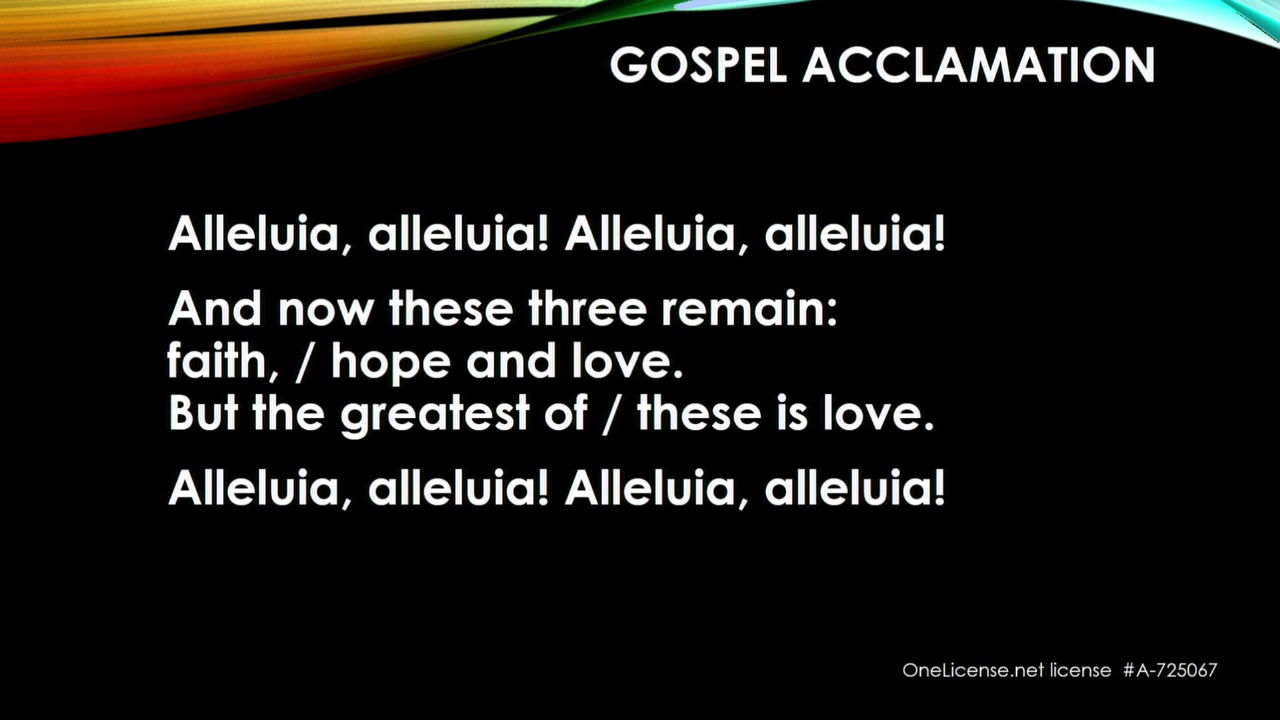 GOSPEL ACCLAMATION
Alleluia, alleluia! Alleluia, alleluia!
And now these three remain:
faith, / hope and love.
But the greatest of / these is love.
Alleluia, alleluia! Alleluia, alleluia!
OneLicense.net license #A-725067